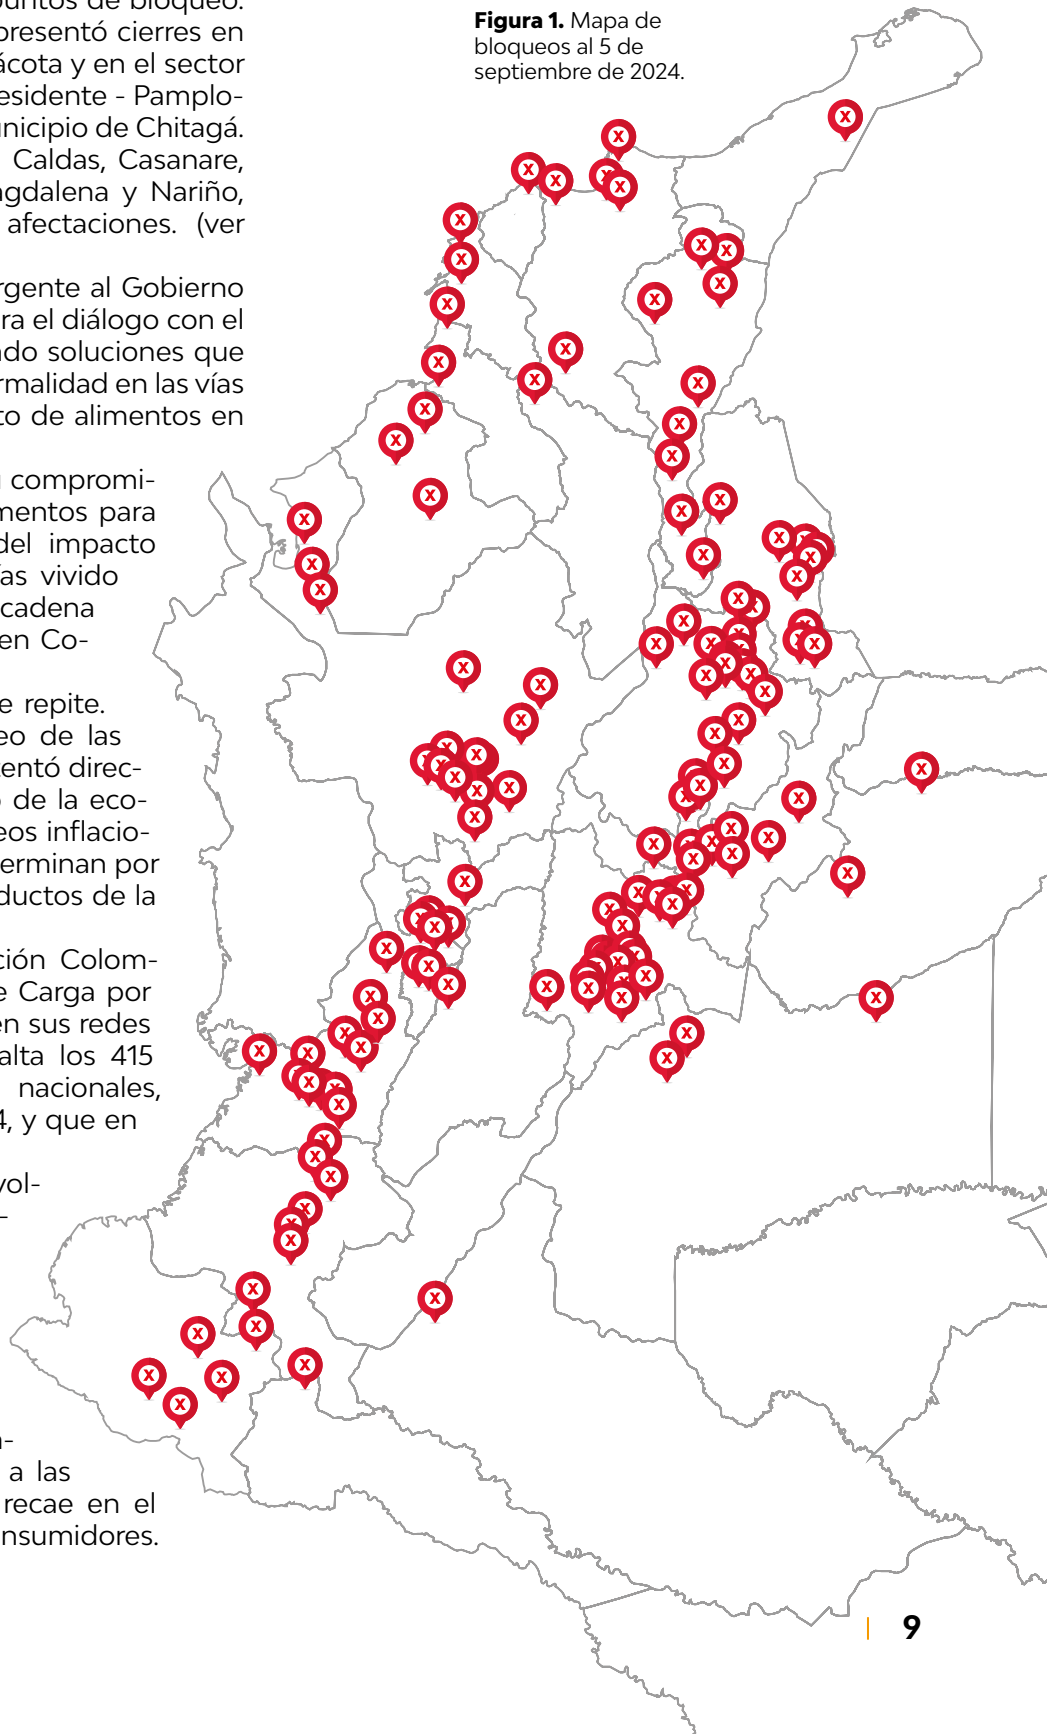 puntos de bloqueo.
presentó cierres en
ácota y en el sector
esidente - Pamplo-
unicipio de Chitagá.
Caldas, Casanare,
agdalena y Nariño,
afectaciones. (ver
rgente al Gobierno
ra el diálogo con el
ndo soluciones que
rmalidad en las vías
to de alimentos en
compromi-
mentos para
del impacto
ías vivido
cadena
en Co-
e repite.
eo de las
entó direc-
o de la eco-
eos inflacio-
erminan por
oductos de la
ción Colom-
e Carga por
en sus redes
alta los 415
nacionales,
4, y que en
vol-
-
n-
a las
recae en el
nsumidores.
Figura 1. Mapa de
bloqueos al 5 de
septiembre de 2024.
9